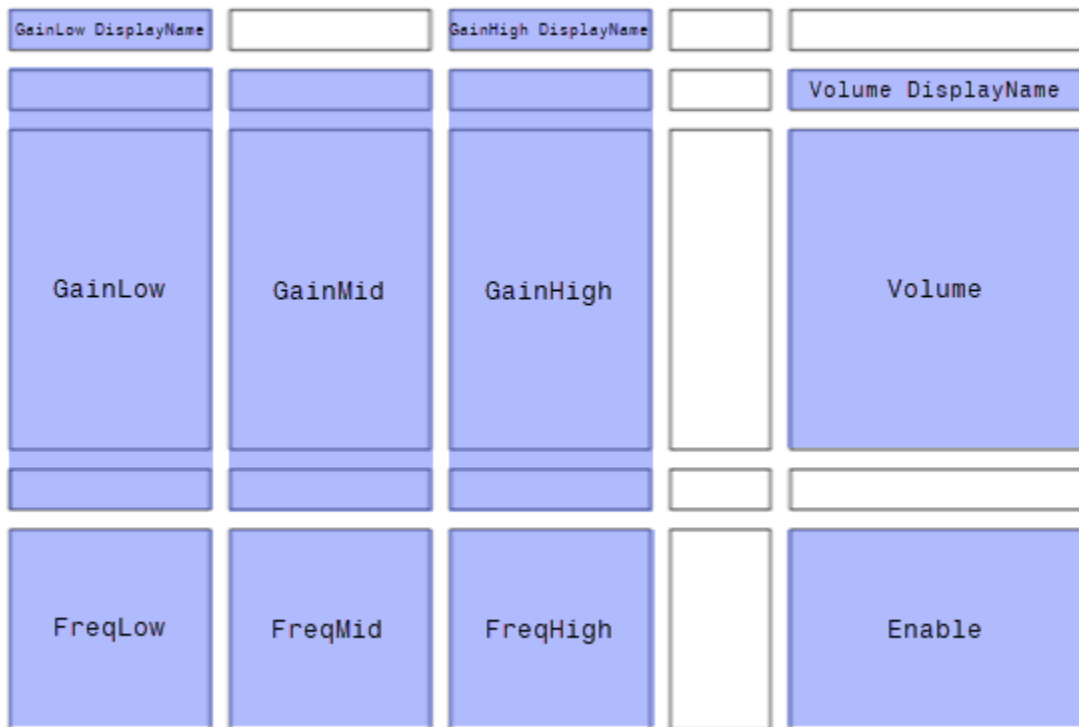 GainLow DisplayName
GainHigh DisplayName
Volume DisplayName
GainLow
GainMid
GainHigh
Volume
FreqLow
FreqMid
FreqHigh
Enable